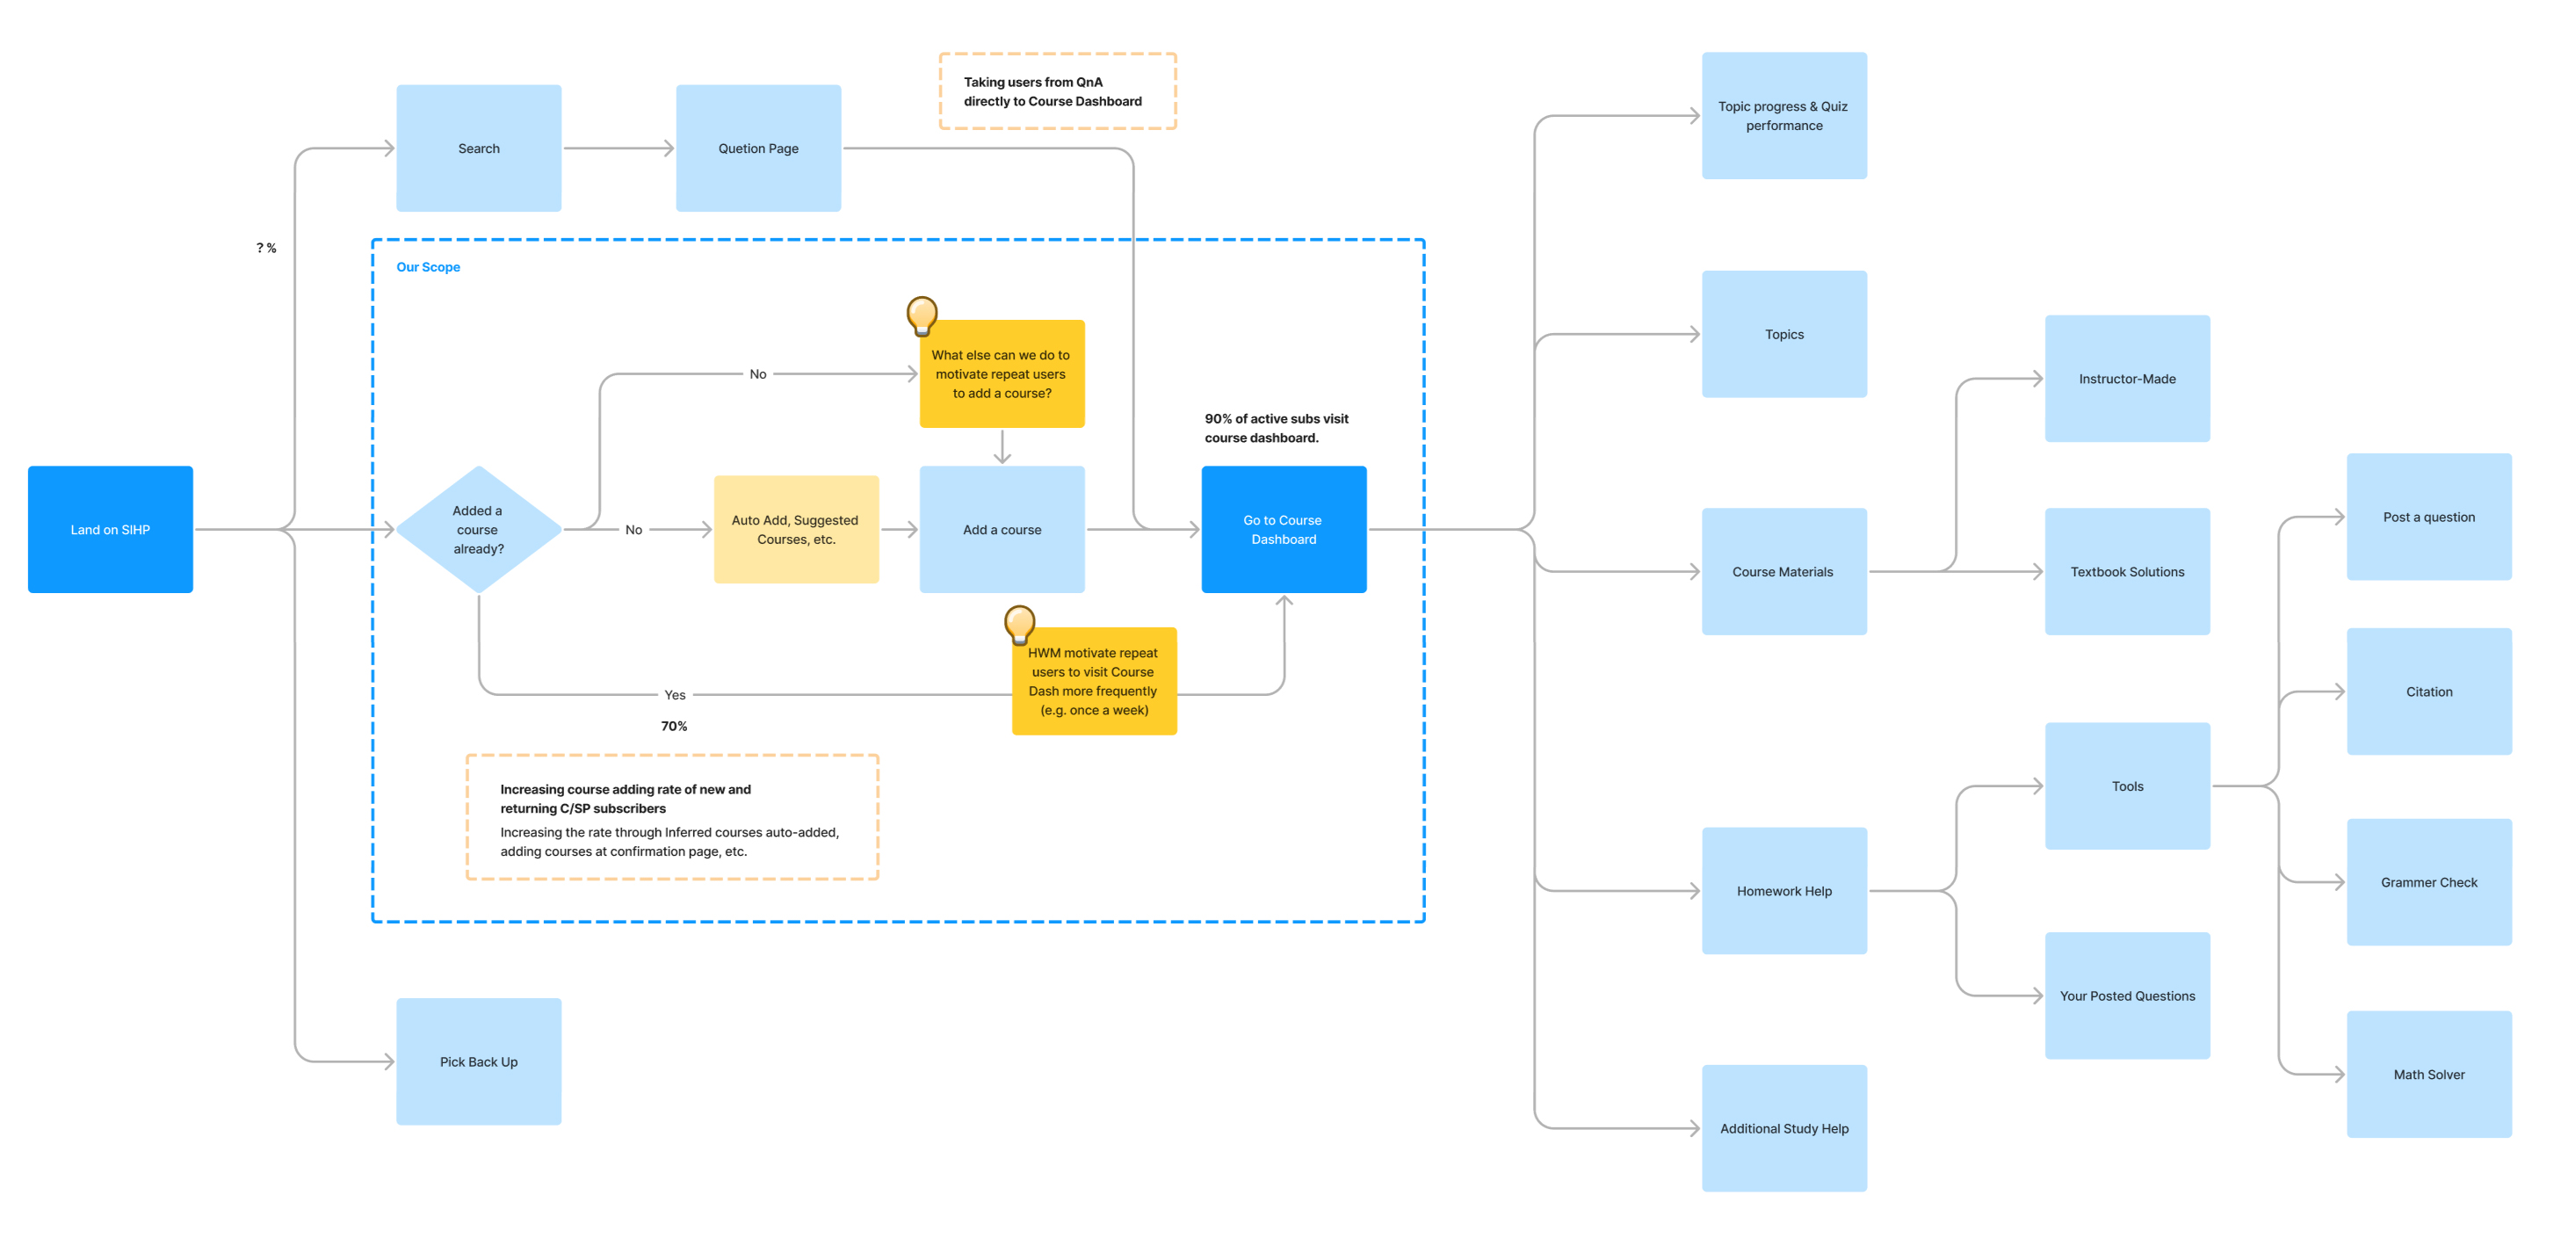 Taking users from QnA
directly to Course Dashboard
Search
Quetion Page
? %
Our Scope
What else can we do to
motivate repeat users
to add a course?
No
90% of active subs visit
course dashboard.
Land on SIHP
Added a
course
already?
No
Auto Add, Suggested
Courses, etc.
Add a course
Go to Course
Dashboard
HWM motivate repeat
users to visit Course
Dash more frequently
(e.g. once a week)
Yes
70%
Increasing course adding rate of new and
returning C/SP subscribers
Increasing the rate through Inferred courses auto-added,
adding courses at confirmation page, etc.
Pick Back Up
Topic progress & Quiz
performance
Topics
Course Materials
Homework Help
Additional Study Help
Instructor-Made
Textbook Solutions
Tools
Your Posted Questions
Post a question
Citation
Grammer Check
Math Solver